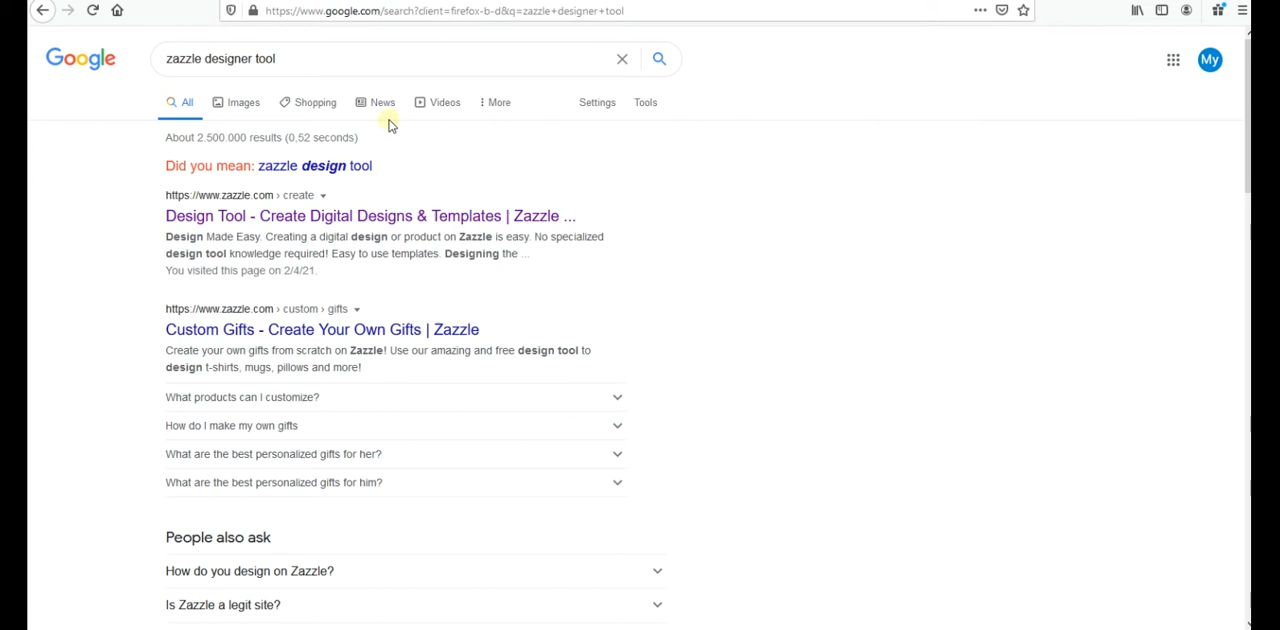 https://www.google.com/search?client=firefox-b-d&q=zazzle+designer+tool
Google
zazzle designer tool
My
All
Images
Shopping
News
Videos
More
Settings
Tools
About 2.500.000 results (0,52 seconds)
Did you mean: zazzle design tool
https://www.zazzle.com › create
Design Tool - Create Digital Designs & Templates | Zazzle ...
Design Made Easy. Creating a digital design or product on Zazzle is easy. No specialized
design tool knowledge required! Easy to use templates. Designing the ...
You visited this page on 2/4/21.
https://www.zazzle.com › custom › gifts
Custom Gifts - Create Your Own Gifts | Zazzle
Create your own gifts from scratch on Zazzle! Use our amazing and free design tool to
design t-shirts, mugs, pillows and more!
What products can I customize?
How do I make my own gifts
What are the best personalized gifts for her?
What are the best personalized gifts for him?
People also ask
How do you design on Zazzle?
Is Zazzle a legit site?